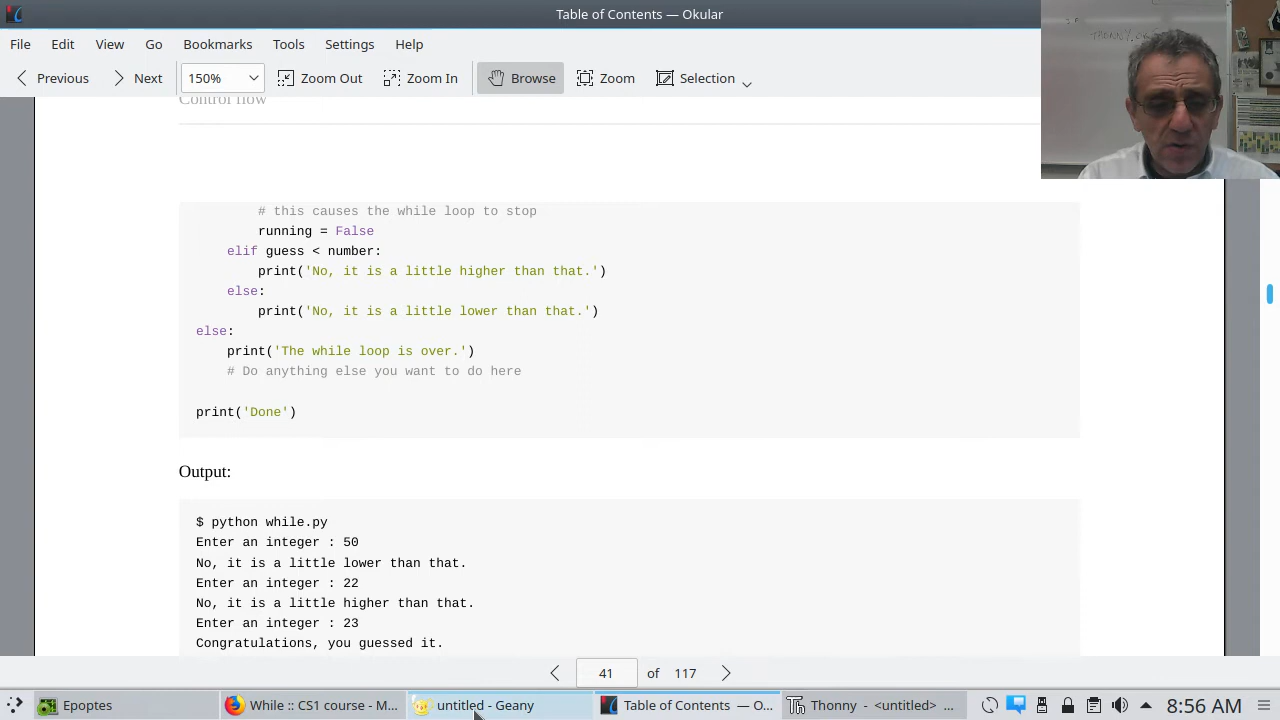 Table of Contents — Okular
File Edit View Go Bookmarks Tools Settings Help
Previous Next 150% Zoom Out Zoom In Browse Zoom Selection
Control flow
# this causes the while loop to stop
running = False
elif guess < number:
print('No, it is a little higher than that.')
else:
print('No, it is a little lower than that.')
else:
print('The while loop is over.')
# Do anything else you want to do here
print('Done')
Output:
$ python while.py
Enter an integer : 50
No, it is a little lower than that.
Enter an integer : 22
No, it is a little higher than that.
Enter an integer : 23
Congratulations, you guessed it.
41 of 117
Epoptes While :: CS1 course - M... untitled - Geany Table of Contents — O... Thonny - <untitled> ... 8:56 AM